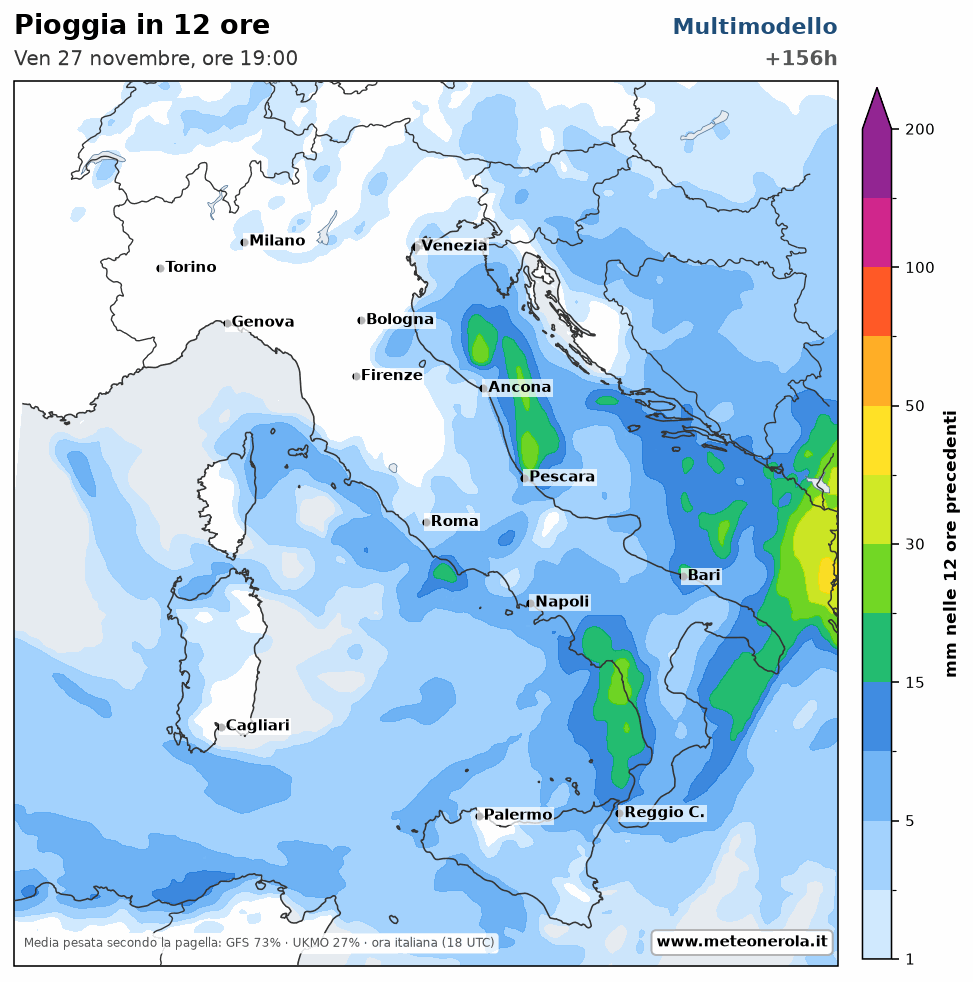 Pioggia in 12 ore
Multimodello
Ven 27 novembre, ore 19:00
+156h
200
100
50
30
15
5
1
mm nelle 12 ore precedenti
Milano
Venezia
Torino
Genova
Bologna
Firenze
Ancona
Pescara
Roma
Bari
Napoli
Cagliari
Palermo
Reggio C.
Media pesata secondo la pagella: GFS 73% · UKMO 27% · ora italiana (18 UTC)
www.meteonerola.it